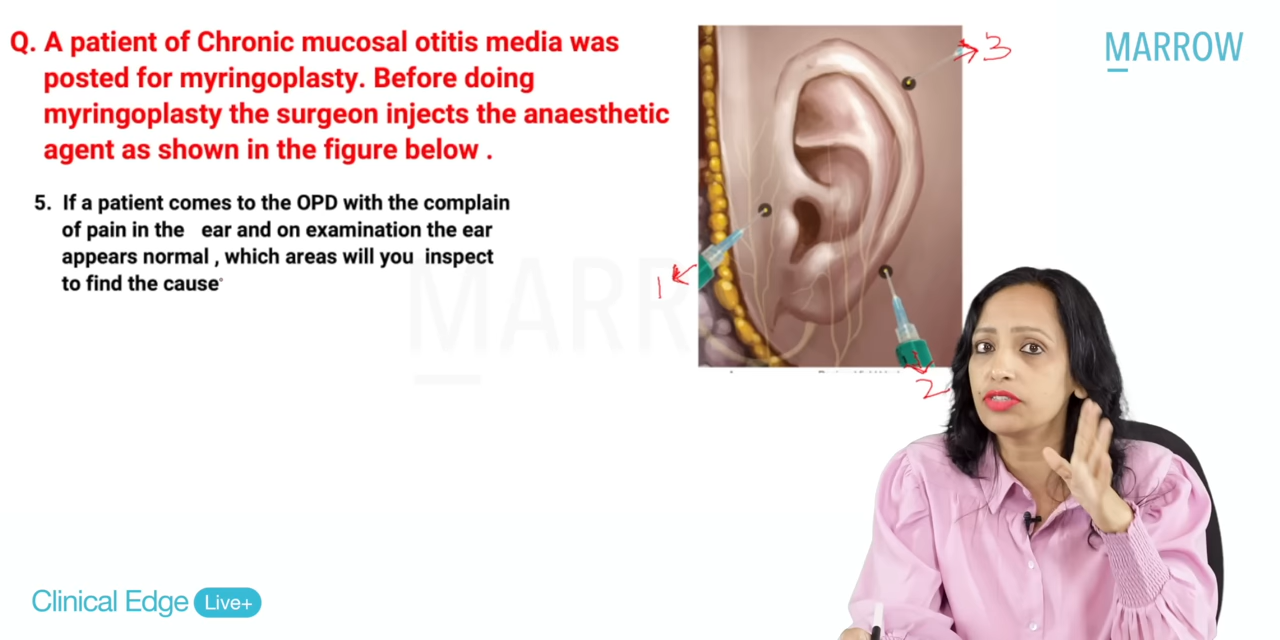 Q. A patient of Chronic mucosal otitis media was
posted for myringoplasty. Before doing
myringoplasty the surgeon injects the anaesthetic
agent as shown in the figure below .
5. If a patient comes to the OPD with the complain
of pain in the ear and on examination the ear
appears normal , which areas will you inspect
to find the cause
3
1
2
MARROW
MARR
Clinical Edge Live+